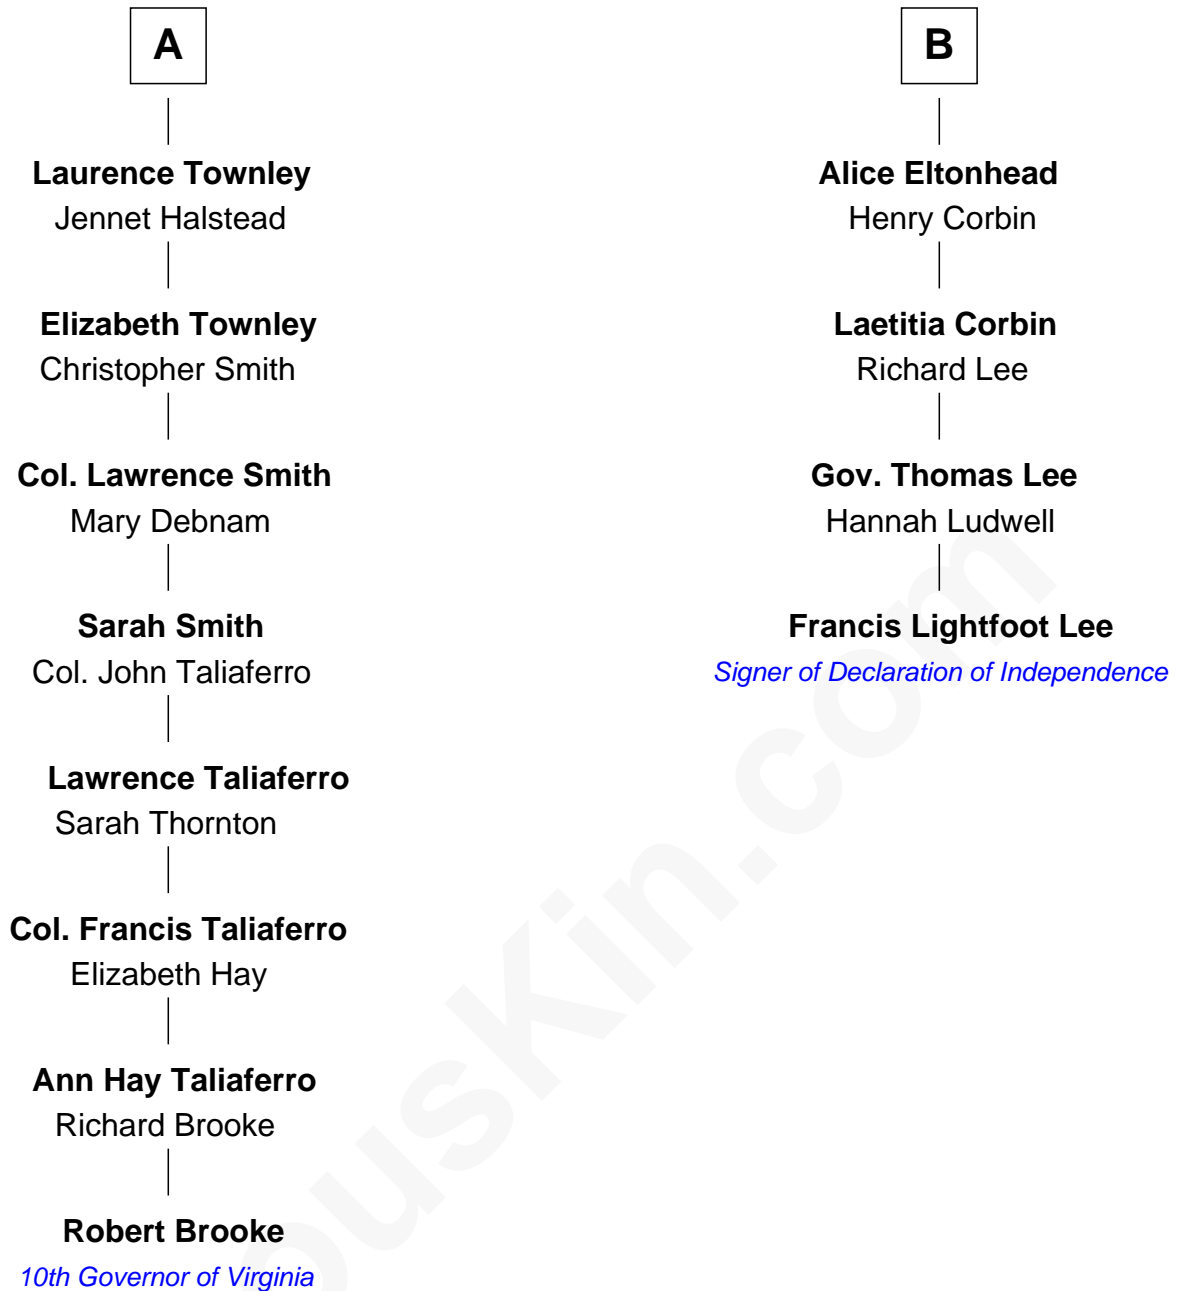 A
Laurence Townley
Jennet Halstead
Elizabeth Townley
Christopher Smith
Col. Lawrence Smith
Mary Debnam
Sarah Smith
Col. John Taliaferro
Lawrence Taliaferro
Sarah Thornton
Col. Francis Taliaferro
Elizabeth Hay
Ann Hay Taliaferro
Richard Brooke
Robert Brooke
10th Governor of Virginia
B
Alice Eltonhead
Henry Corbin
Laetitia Corbin
Richard Lee
Gov. Thomas Lee
Hannah Ludwell
Francis Lightfoot Lee
Signer of Declaration of Independence
ousKin.com